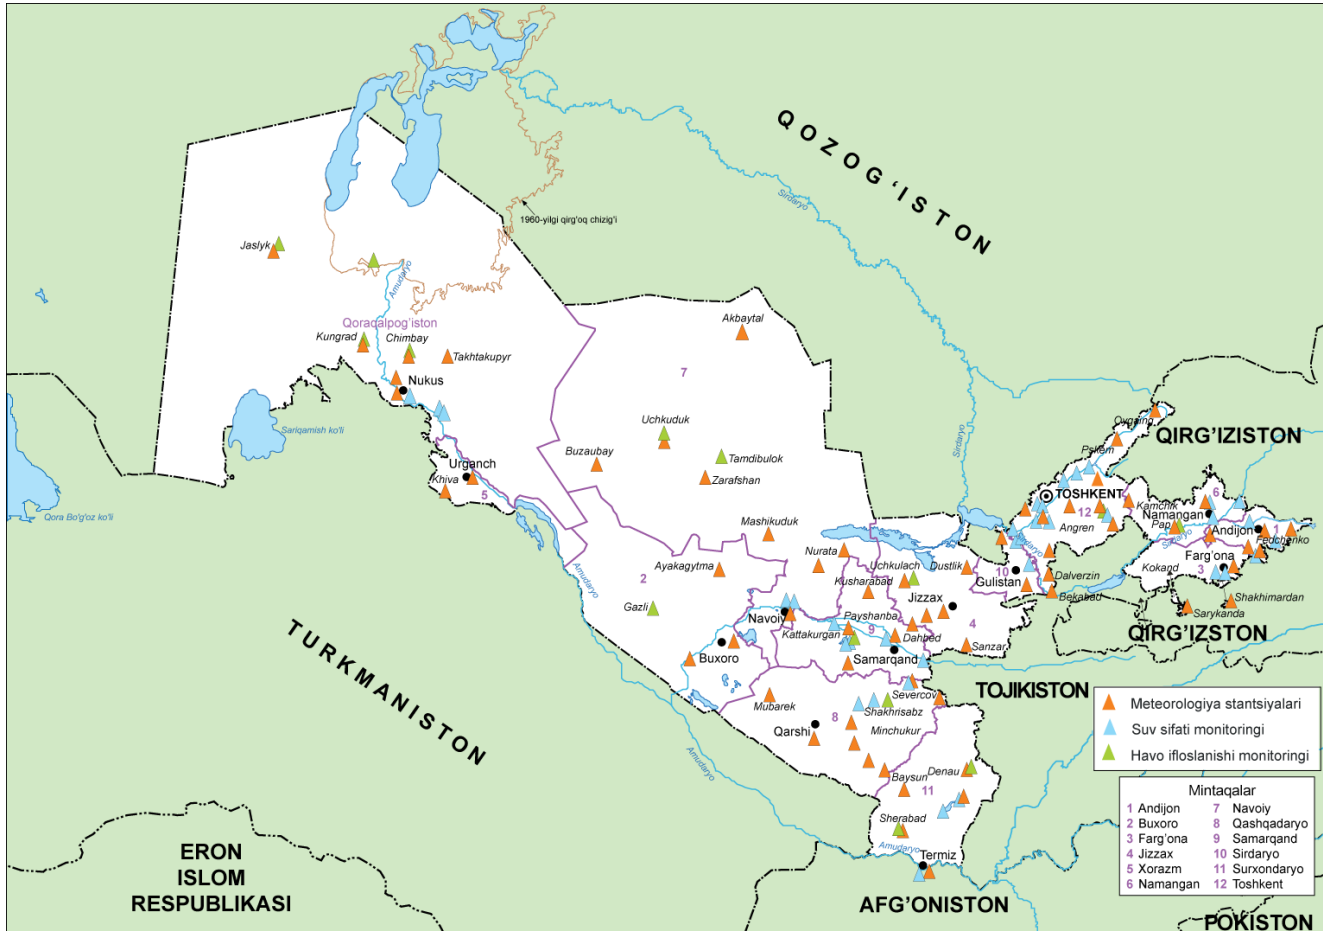 QOZOG‘ISTON
Sirdaryo
1960-yilgi qirg'oq chizig'i
Jaslyk
Amudaryo
Qoraqalpog‘iston
Kungrad
Chimbay
Takhtakupyr
Nukus
Akbaytal
7
Uchkuduk
Tamdibulok
Buzaubay
Zarafshan
Sariqamish ko'li
Urganch
Khiva
5
Qora Bo'g'oz ko'li
Sirdaryo
Oygaing
QIRG’IZISTON
Pskem
TOSHKENT
12
Kamchik
Namangan
6
Angren
Pap
Andijon
1
Sirdaryo
Sirdaryo
Fedchenko
Farg'ona
3
Kokand
Mashikuduk
Nurata
Uchkulach
Dustlik
10
Gulistan
Dalverzin
Bekabad
Kusharabad
Shakhimardan
Sarykanda
QIRG’IZSTON
Ayakagytma
2
Amudaryo
Gazli
Navoiy
Payshanba
Jizzax
4
Kattakurgan
9
Dahbed
Sanzar
Buxoro
Samarqand
TURKMANISTON
TOJIKISTON
Mubarek
8
Severcov
Shakhrisabz
Qarshi
Minchukur
Amudaryo
Baysun
Denau
11
Sherabad
Amudaryo
Termiz
ERON
ISLOM
RESPUBLIKASI
AFG’ONISTON
POKISTON
Meteorologiya stantsiyalari
Suv sifati monitoringi
Havo ifloslanishi monitoringi
Mintaqalar
1 Andijon
2 Buxoro
3 Farg’ona
4 Jizzax
5 Xorazm
6 Namangan
7 Navoiy
8 Qashqadaryo
9 Samarqand
10 Sirdaryo
11 Surxondaryo
12 Toshkent